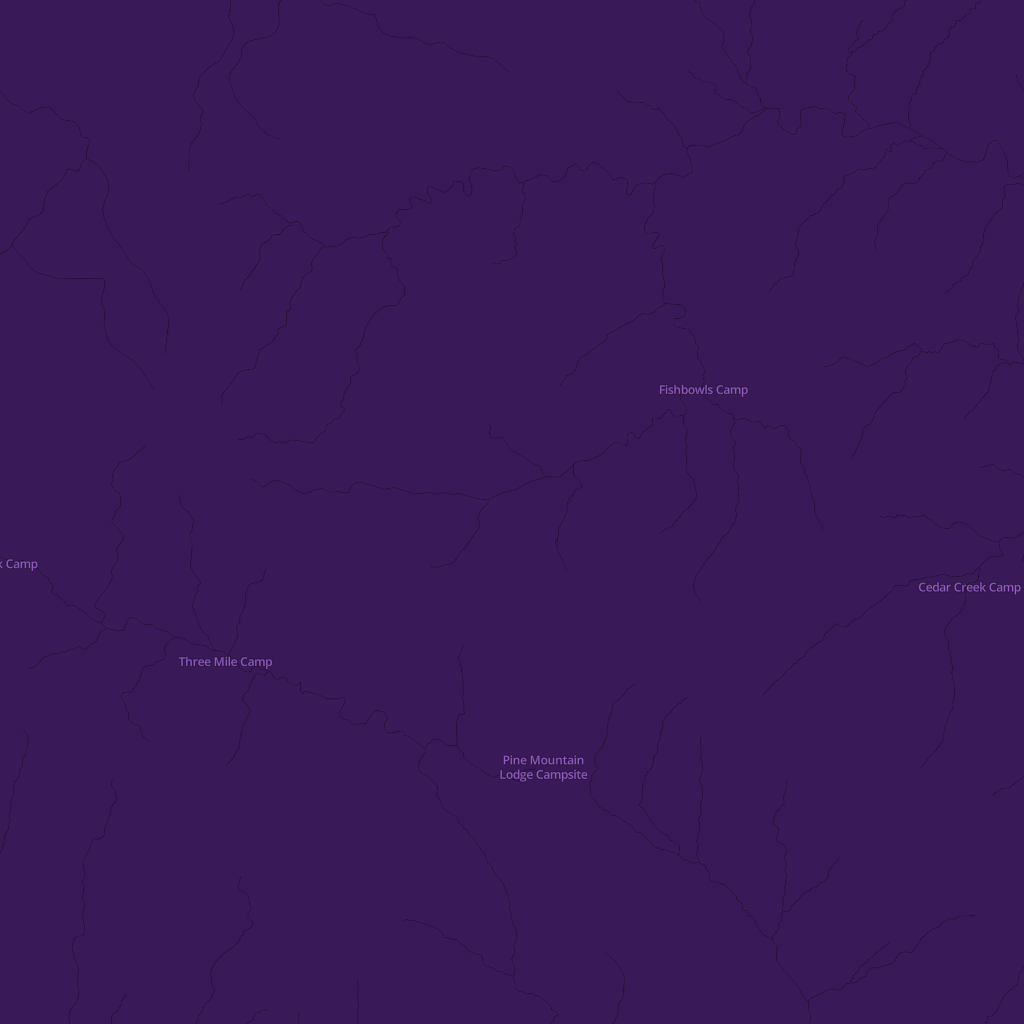 Fishbowls Camp
Camp
Cedar Creek Camp
Three Mile Camp
Pine Mountain
Lodge Campsite